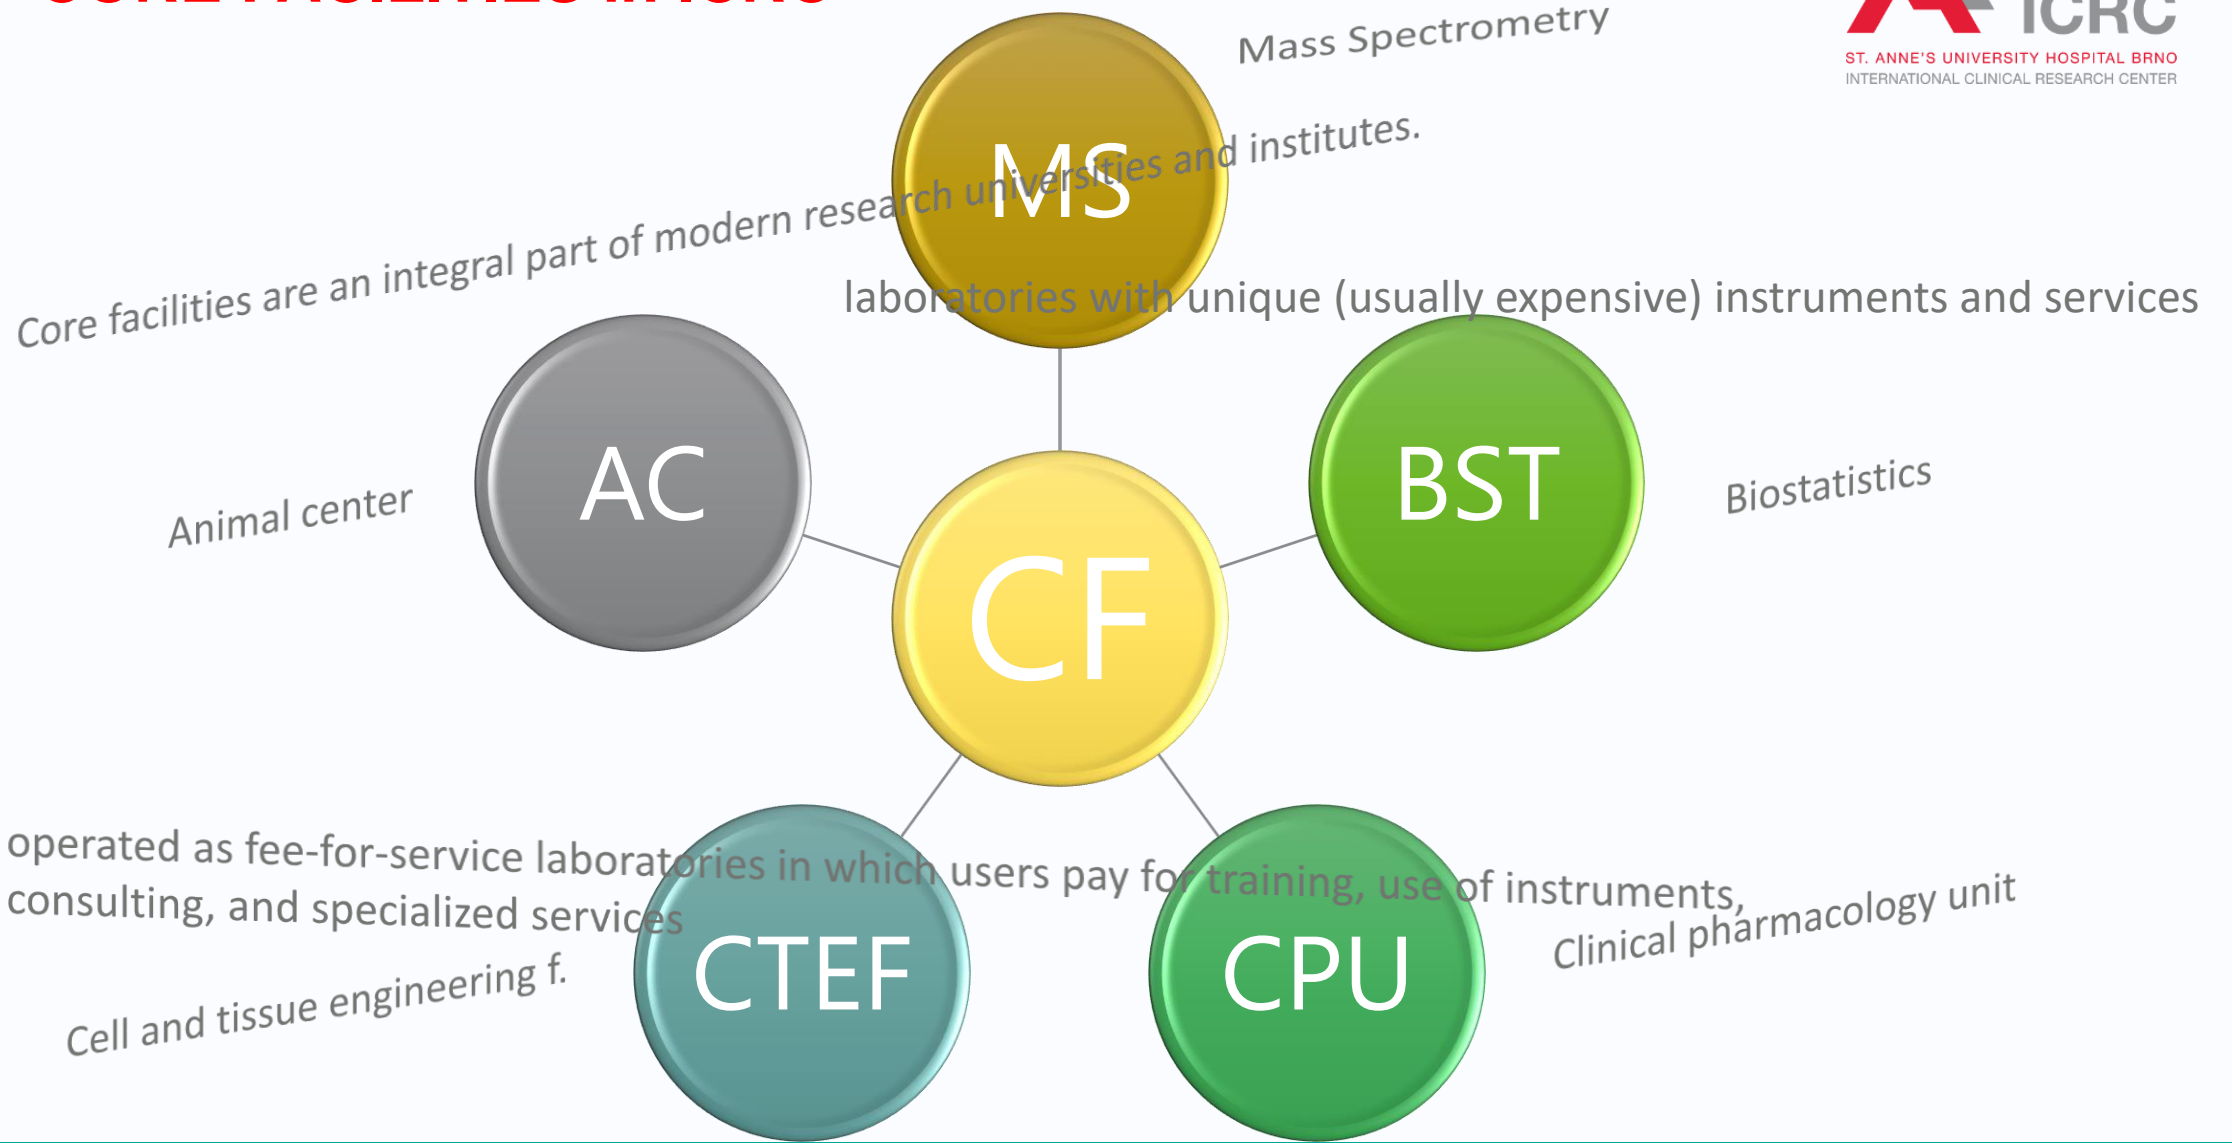 CORE FACILITIES
ICRC
ST. ANNE'S UNIVERSITY HOSPITAL BRNO
INTERNATIONAL CLINICAL RESEARCH CENTER
Mass Spectrometry
MS
Core facilities are an integral part of modern research universities and institutes.
laboratories with unique (usually expensive) instruments and services
AC
Animal center
BST
Biostatistics
CF
operated as fee-for-service laboratories in which users pay for training, use of instruments,
consulting, and specialized services
CTEF
Cell and tissue engineering f.
CPU
Clinical pharmacology unit